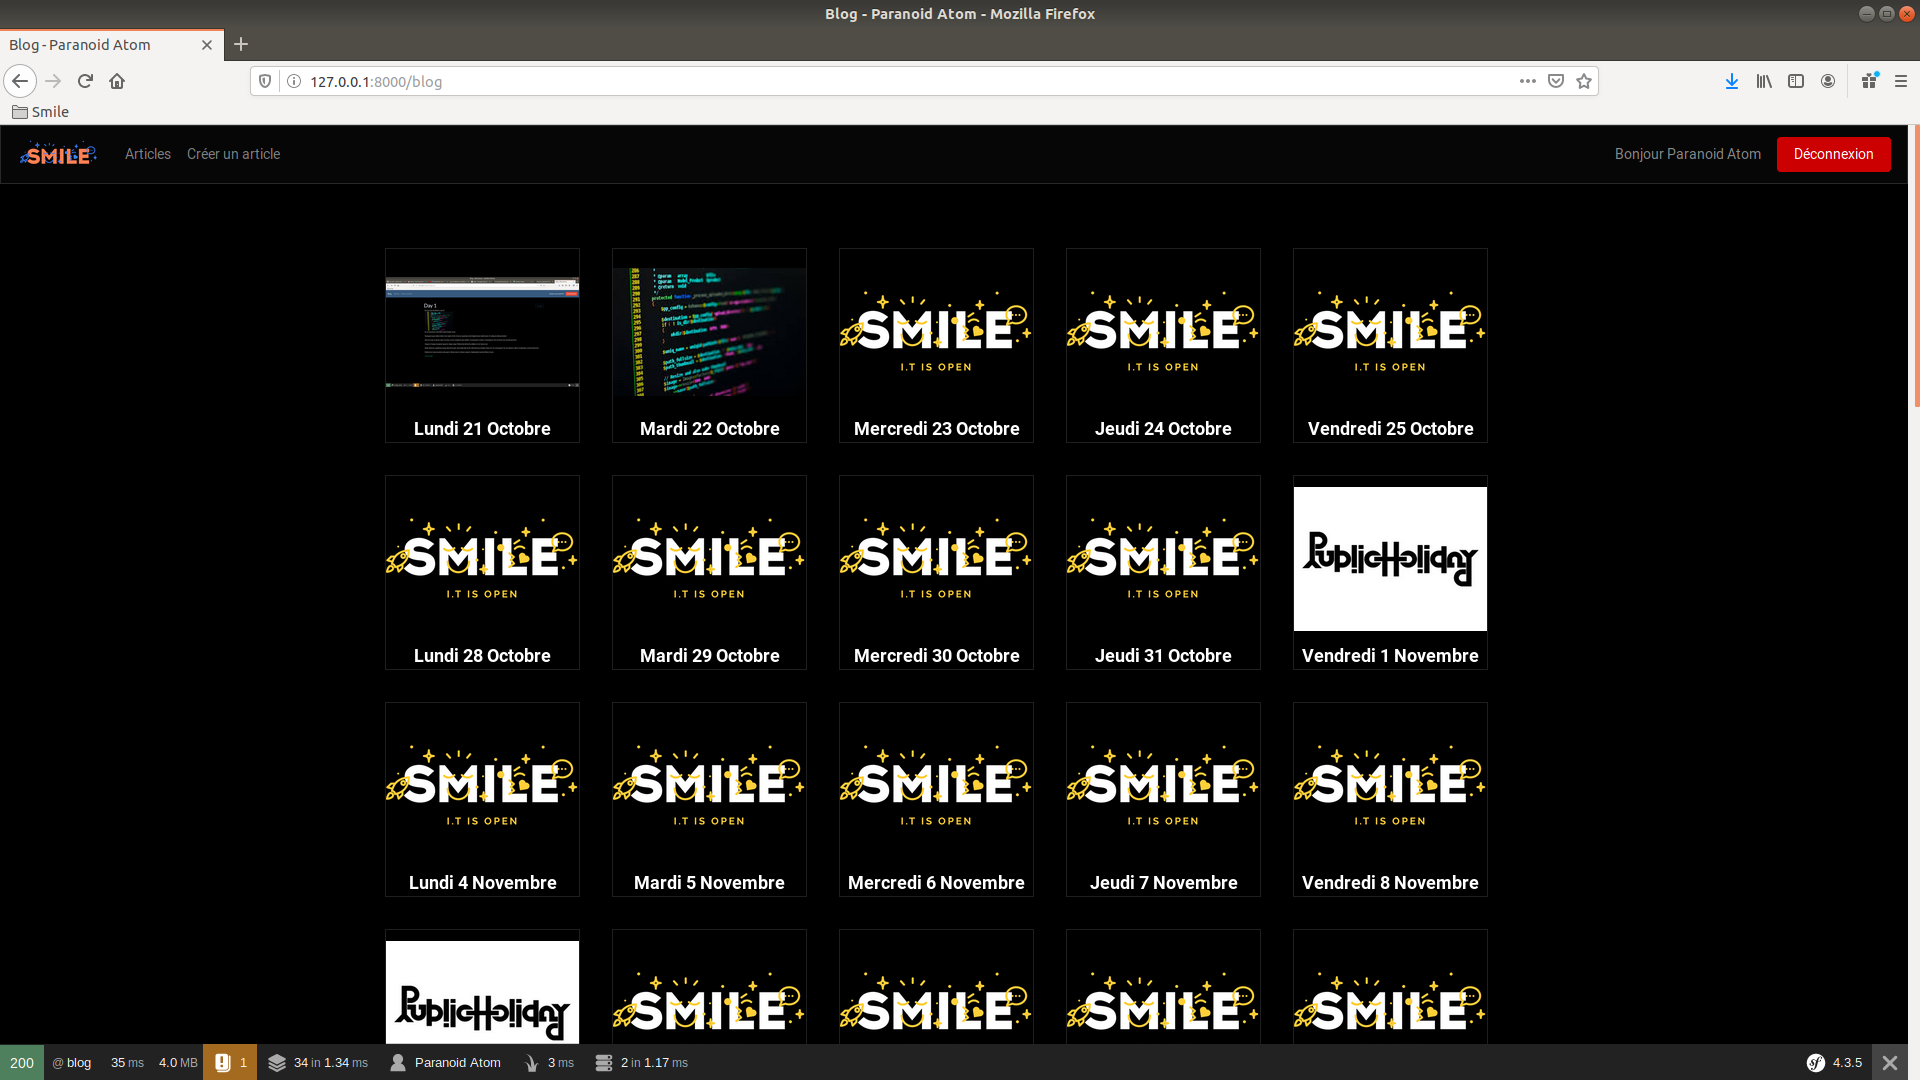 Blog - Paranoid Atom - Mozilla Firefox
Blog - Paranoid Atom
127.0.0.1:8000/blog
Smile
SMILE Articles Créer un article Bonjour Paranoid Atom Déconnexion
Day 1
SMILE SMILE SMILE
I.T IS OPEN I.T IS OPEN I.T IS OPEN
Lundi 21 Octobre Mardi 22 Octobre Mercredi 23 Octobre Jeudi 24 Octobre Vendredi 25 Octobre
SMILE SMILE SMILE SMILE PublicHoliday
I.T IS OPEN I.T IS OPEN I.T IS OPEN I.T IS OPEN
Lundi 28 Octobre Mardi 29 Octobre Mercredi 30 Octobre Jeudi 31 Octobre Vendredi 1 Novembre
SMILE SMILE SMILE SMILE SMILE
I.T IS OPEN I.T IS OPEN I.T IS OPEN I.T IS OPEN I.T IS OPEN
Lundi 4 Novembre Mardi 5 Novembre Mercredi 6 Novembre Jeudi 7 Novembre Vendredi 8 Novembre
PublicHoliday SMILE SMILE SMILE SMILE
200 @ blog 35 ms 4.0 MB 1 34 in 1.34 ms Paranoid Atom 3 ms 2 in 1.17 ms sf 4.3.5